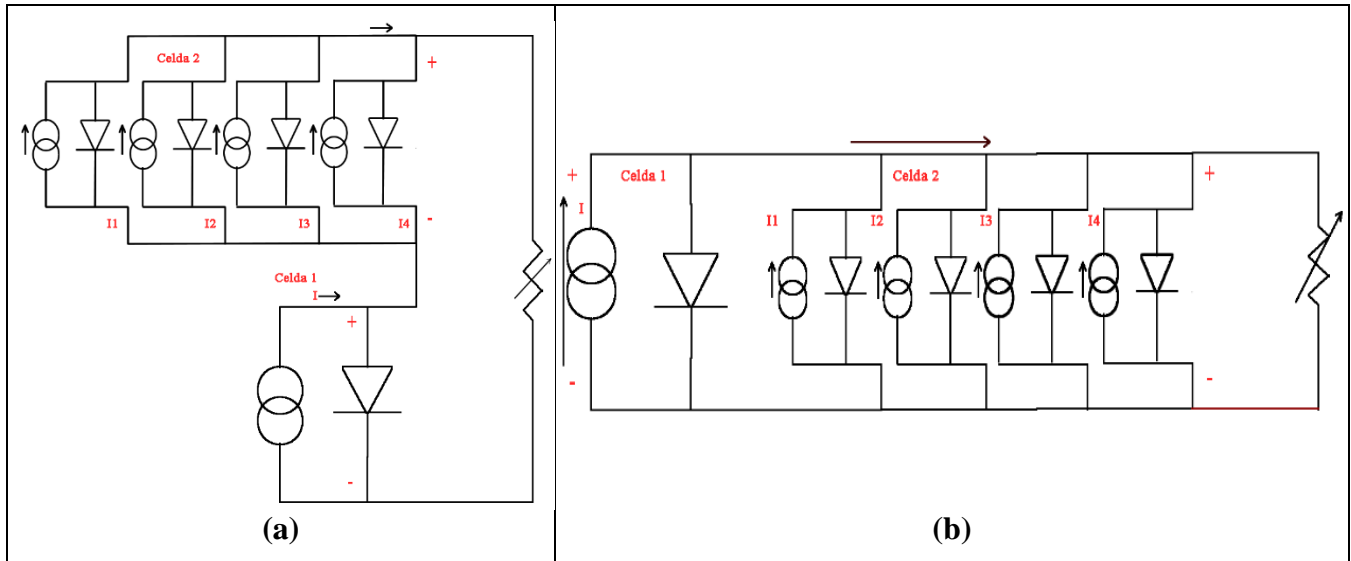 Celda 2
+
I1
I2
I3
I4
-
Celda 1
I
+
-
(a)
+
Celda 1
I
Celda 2
+
I1
I2
I3
I4
-
-
(b)